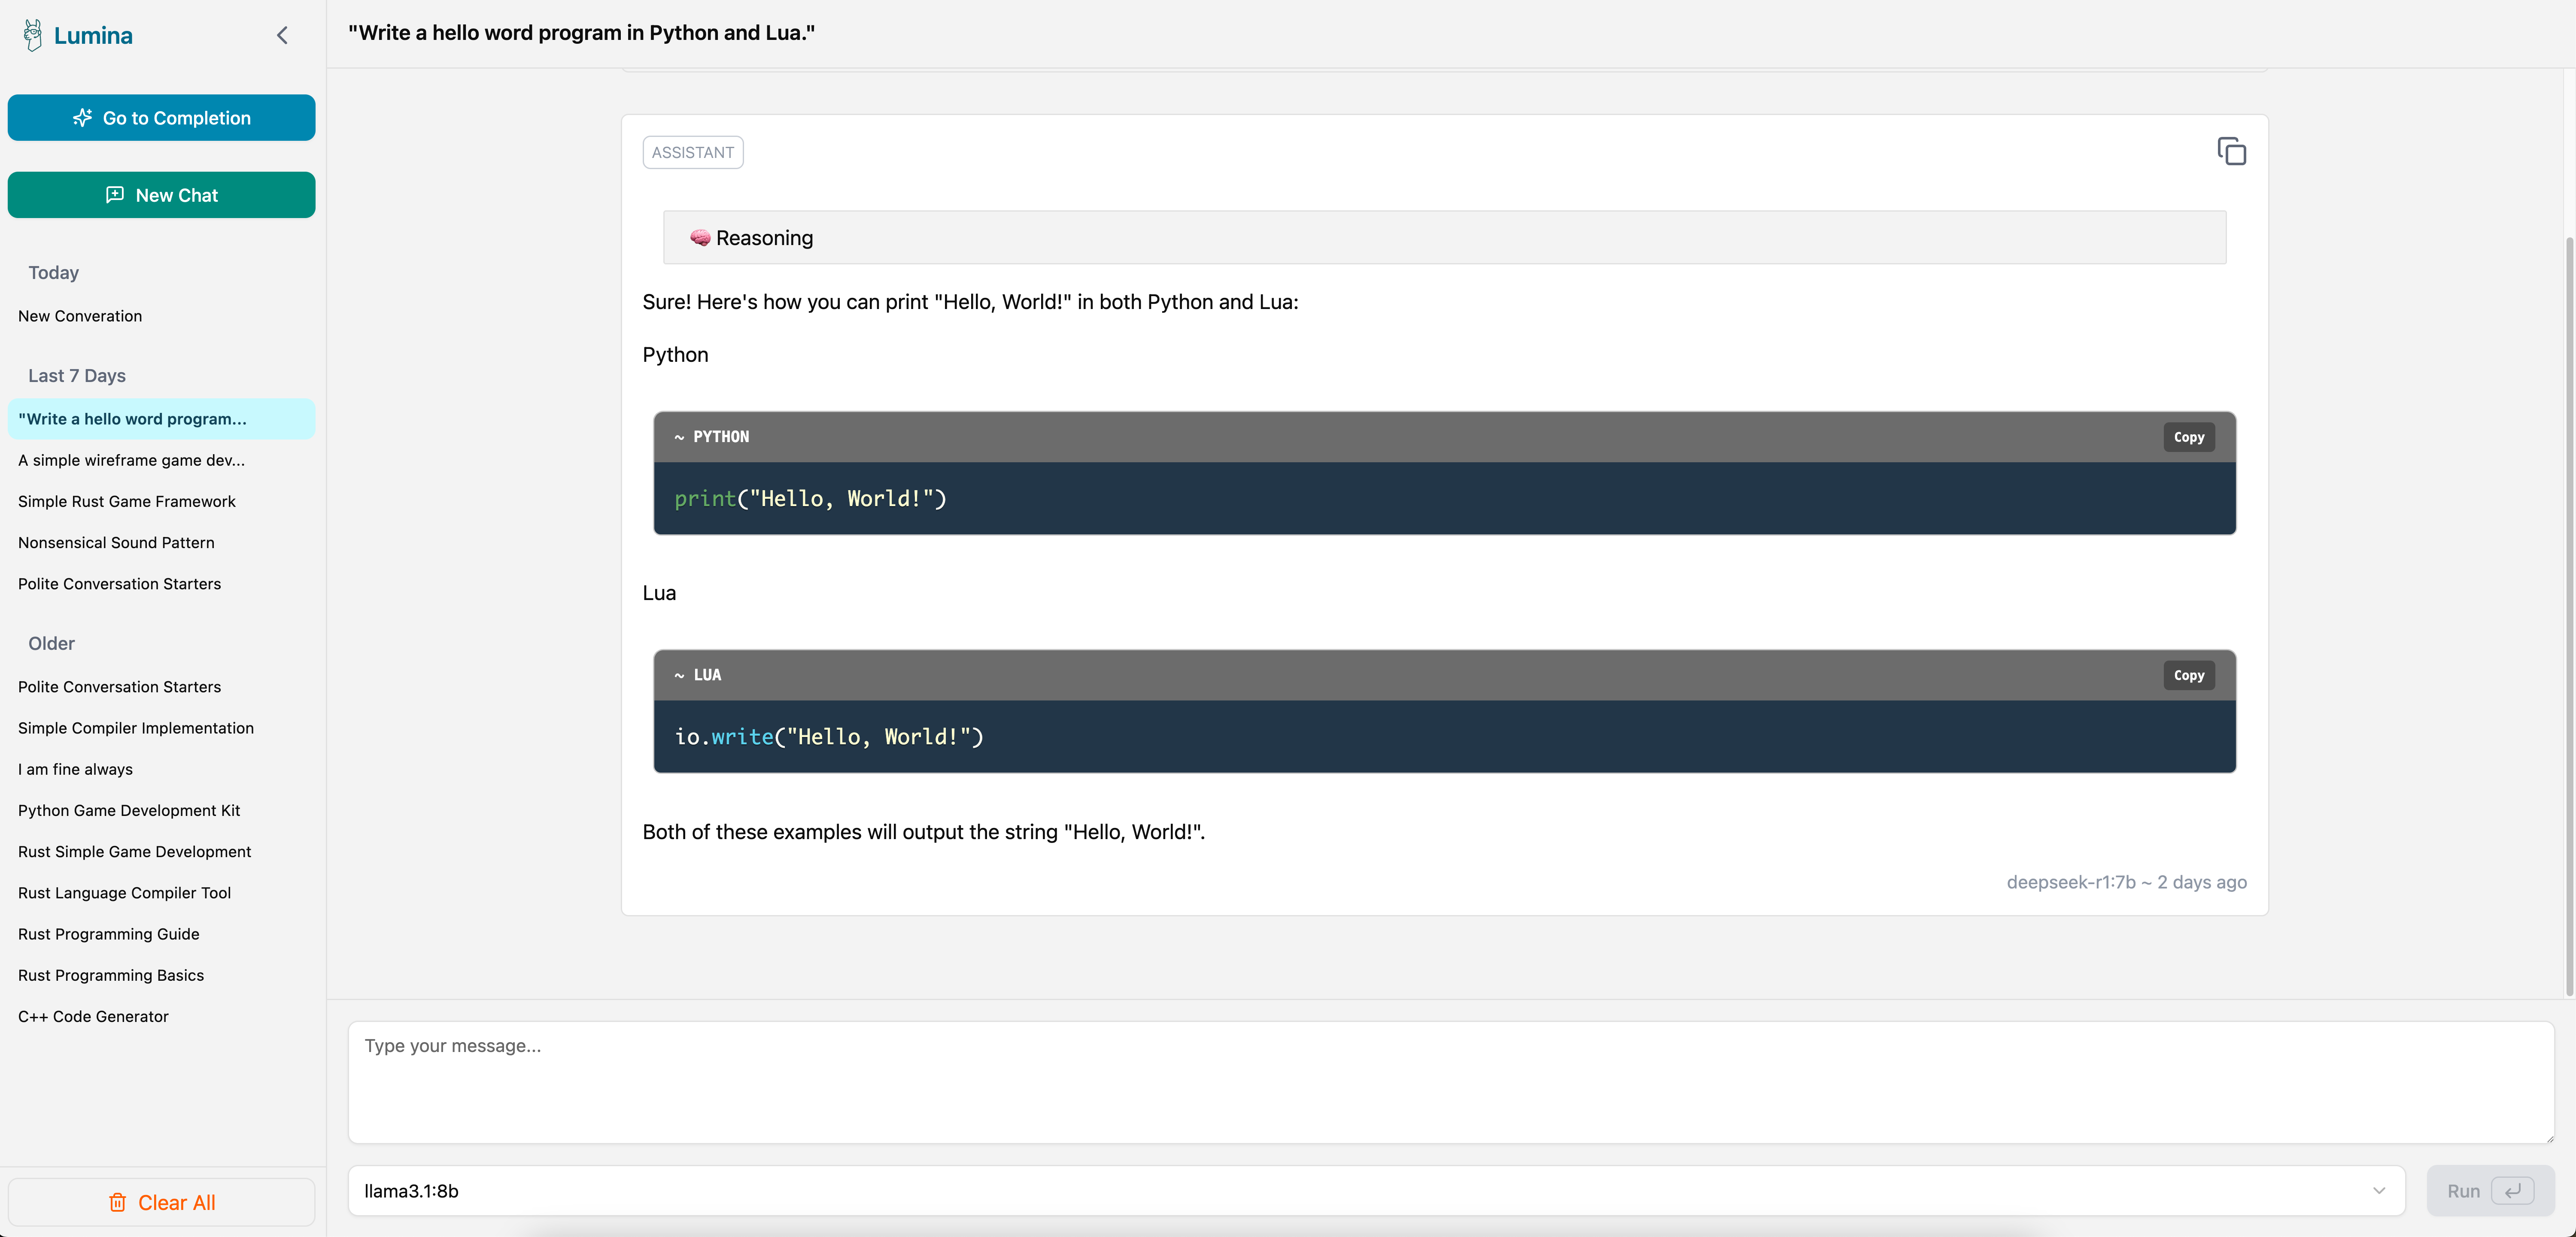 Lumina
Go to Completion
New Chat
Today
New Converation
Last 7 Days
"Write a hello word program...
A simple wireframe game dev...
Simple Rust Game Framework
Nonsensical Sound Pattern
Polite Conversation Starters
Older
Polite Conversation Starters
Simple Compiler Implementation
I am fine always
Python Game Development Kit
Rust Simple Game Development
Rust Language Compiler Tool
Rust Programming Guide
Rust Programming Basics
C++ Code Generator
Clear All
"Write a hello word program in Python and Lua."
ASSISTANT
🧠 Reasoning
Sure! Here's how you can print "Hello, World!" in both Python and Lua:
Python
~ PYTHON
Copy
print("Hello, World!")
Lua
~ LUA
Copy
io.write("Hello, World!")
Both of these examples will output the string "Hello, World!".
deepseek-r1:7b ~ 2 days ago
Type your message...
llama3.1:8b
Run